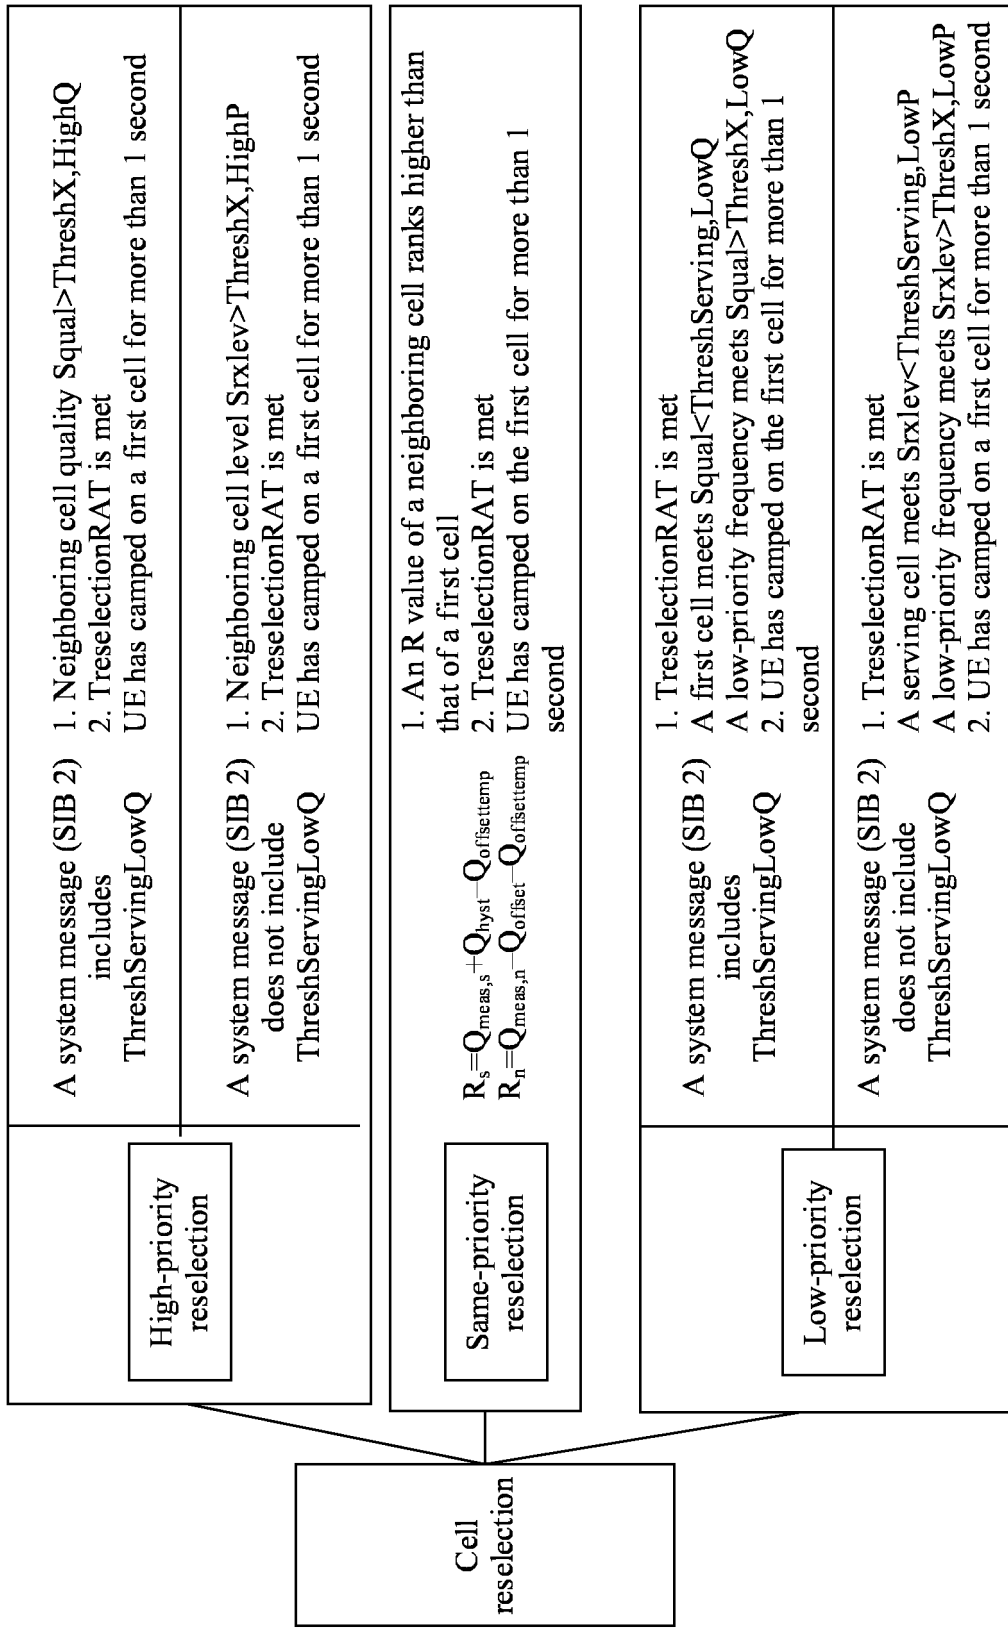 Cell
reselection
High-priority
reselection
A system message (SIB 2)
includes
ThreshServingLowQ
1. Neighboring cell quality Squal>ThreshX,HighQ
2. TreselectionRAT is met
UE has camped on a first cell for more than 1 second
A system message (SIB 2)
does not include
ThreshServingLowQ
1. Neighboring cell level Srxlev>ThreshX,HighP
2. TreselectionRAT is met
UE has camped on a first cell for more than 1 second
Same-priority
reselection
Rs=Qmeas,s+Qhyst-Qoffsettemp
Rn=Qmeas,n-Qoffset-Qoffsettemp
1. An R value of a neighboring cell ranks higher than
that of a first cell
2. TreselectionRAT is met
UE has camped on the first cell for more than 1
second
Low-priority
reselection
A system message (SIB 2)
includes
ThreshServingLowQ
1. TreselectionRAT is met
A first cell meets Squal<ThreshServing,LowQ
A low-priority frequency meets Squal>ThreshX,LowQ
2. UE has camped on the first cell for more than 1
second
A system message (SIB 2)
does not include
ThreshServingLowQ
1. TreselectionRAT is met
A serving cell meets Srxlev<ThreshServing,LowP
A low-priority frequency meets Srxlev>ThreshX,LowP
2. UE has camped on a first cell for more than 1 second